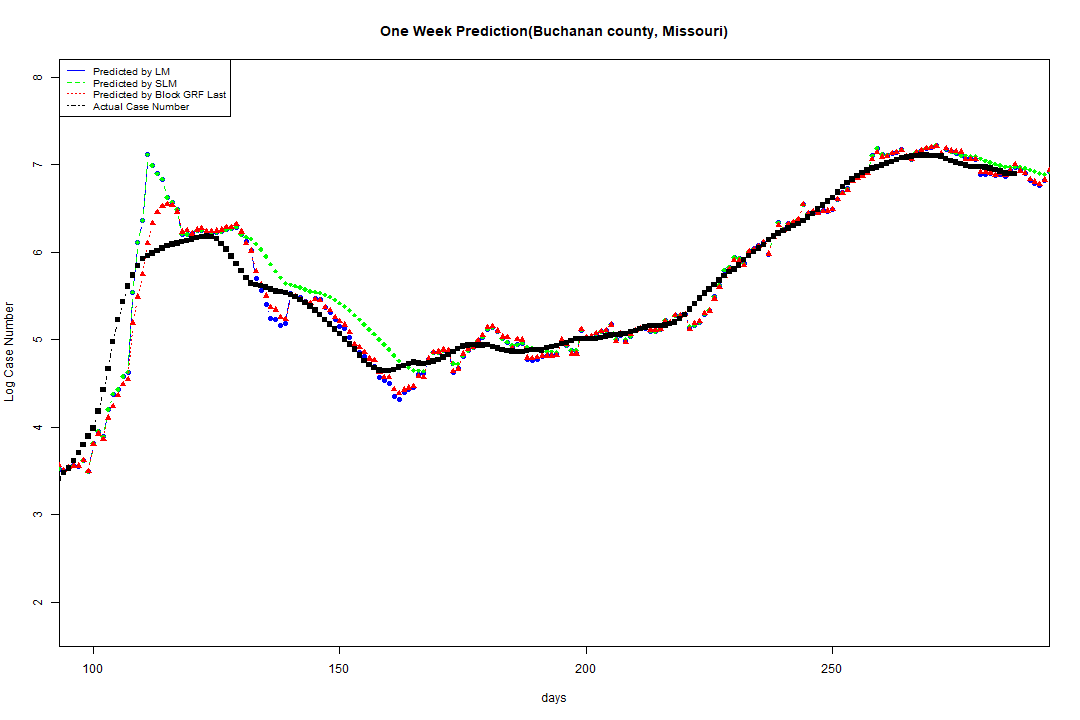 One Week Prediction(Buchanan county, Missouri)
Predicted by LM
Predicted by SLM
Predicted by Block GRF Last
Actual Case Number
8
7
6
5
4
3
2
Log Case Number
100
150
200
250
days